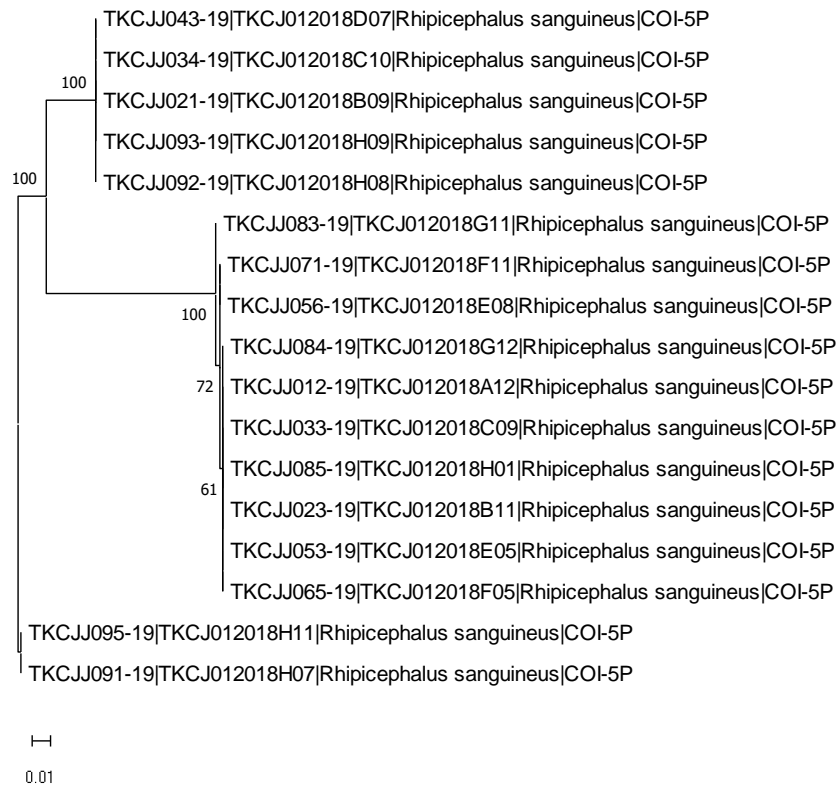 TKCJJ043-19|TKCJ012018D07|Rhipicephalus sanguineus|COI-5P
TKCJJ034-19|TKCJ012018C10|Rhipicephalus sanguineus|COI-5P
100
TKCJJ021-19|TKCJ012018B09|Rhipicephalus sanguineus|COI-5P
TKCJJ093-19|TKCJ012018H09|Rhipicephalus sanguineus|COI-5P
100
TKCJJ092-19|TKCJ012018H08|Rhipicephalus sanguineus|COI-5P
TKCJJ083-19|TKCJ012018G11|Rhipicephalus sanguineus|COI-5P
TKCJJ071-19|TKCJ012018F11|Rhipicephalus sanguineus|COI-5P
TKCJJ056-19|TKCJ012018E08|Rhipicephalus sanguineus|COI-5P
100
TKCJJ084-19|TKCJ012018G12|Rhipicephalus sanguineus|COI-5P
72
TKCJJ012-19|TKCJ012018A12|Rhipicephalus sanguineus|COI-5P
TKCJJ033-19|TKCJ012018C09|Rhipicephalus sanguineus|COI-5P
TKCJJ085-19|TKCJ012018H01|Rhipicephalus sanguineus|COI-5P
61
TKCJJ023-19|TKCJ012018B11|Rhipicephalus sanguineus|COI-5P
TKCJJ053-19|TKCJ012018E05|Rhipicephalus sanguineus|COI-5P
TKCJJ065-19|TKCJ012018F05|Rhipicephalus sanguineus|COI-5P
TKCJJ095-19|TKCJ012018H11|Rhipicephalus sanguineus|COI-5P
TKCJJ091-19|TKCJ012018H07|Rhipicephalus sanguineus|COI-5P
0.01